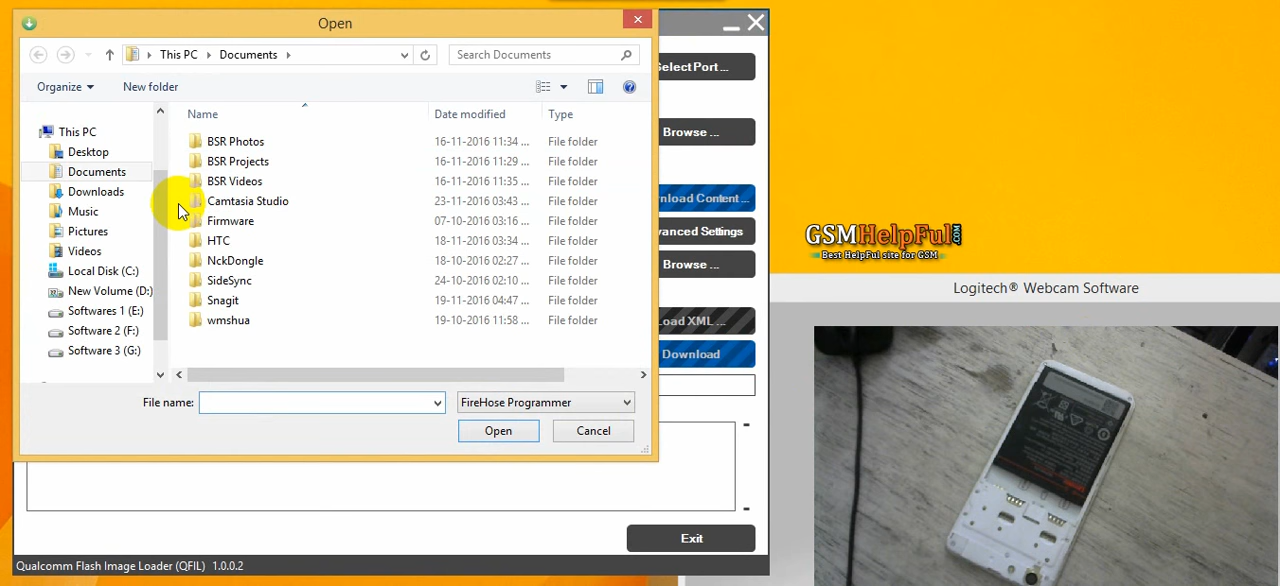 Open
This PC
Documents
Search Documents
Select Port ...
Organize
New folder
Name
Date modified
Type
This PC
Desktop
Documents
Downloads
Music
Pictures
Videos
Local Disk (C:)
New Volume (D:)
Softwares 1 (E:)
Software 2 (F:)
Software 3 (G:)
BSR Photos 16-11-2016 11:34 ... File folder
BSR Projects 16-11-2016 11:29 ... File folder
BSR Videos 16-11-2016 11:35 ... File folder
Camtasia Studio 23-11-2016 03:43 ... File folder
Firmware 07-10-2016 03:16 ... File folder
HTC 18-11-2016 03:34 ... File folder
NckDongle 18-10-2016 02:27 ... File folder
SideSync 24-10-2016 02:10 ... File folder
Snagit 19-11-2016 04:47 ... File folder
wmshua 19-10-2016 11:58 ... File folder
File name:
FireHose Programmer
Open
Cancel
Browse ...
nload Content ...
vanced Settings
Browse ...
Load XML ...
Download
Exit
Qualcomm Flash Image Loader (QFIL) 1.0.0.2
GSMHelpFul.COM
Best HelpFul site for GSM
Logitech® Webcam Software